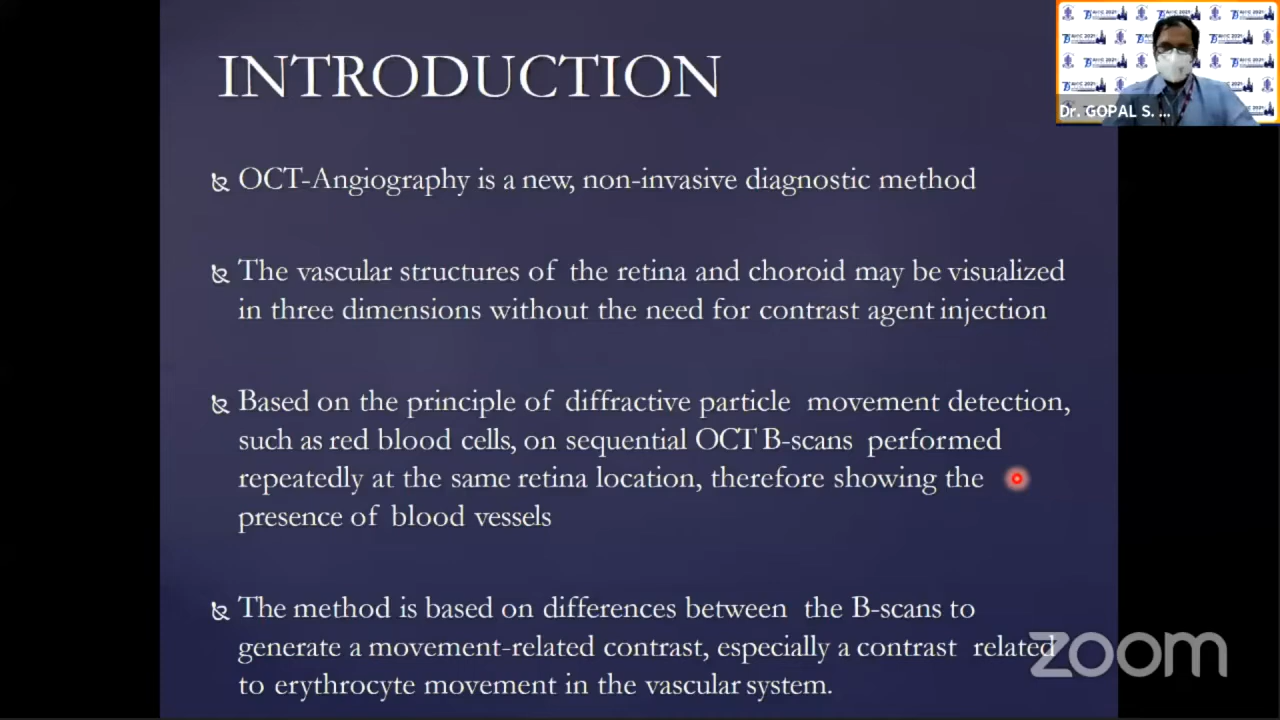 INTRODUCTION
Dr. GOPAL S. ...
OCT-Angiography is a new, non-invasive diagnostic method
The vascular structures of the retina and choroid may be visualized
in three dimensions without the need for contrast agent injection
Based on the principle of diffractive particle movement detection,
such as red blood cells, on sequential OCT B-scans performed
repeatedly at the same retina location, therefore showing the
presence of blood vessels
The method is based on differences between the B-scans to
generate a movement-related contrast, especially a contrast related
to erythrocyte movement in the vascular system.
zoom